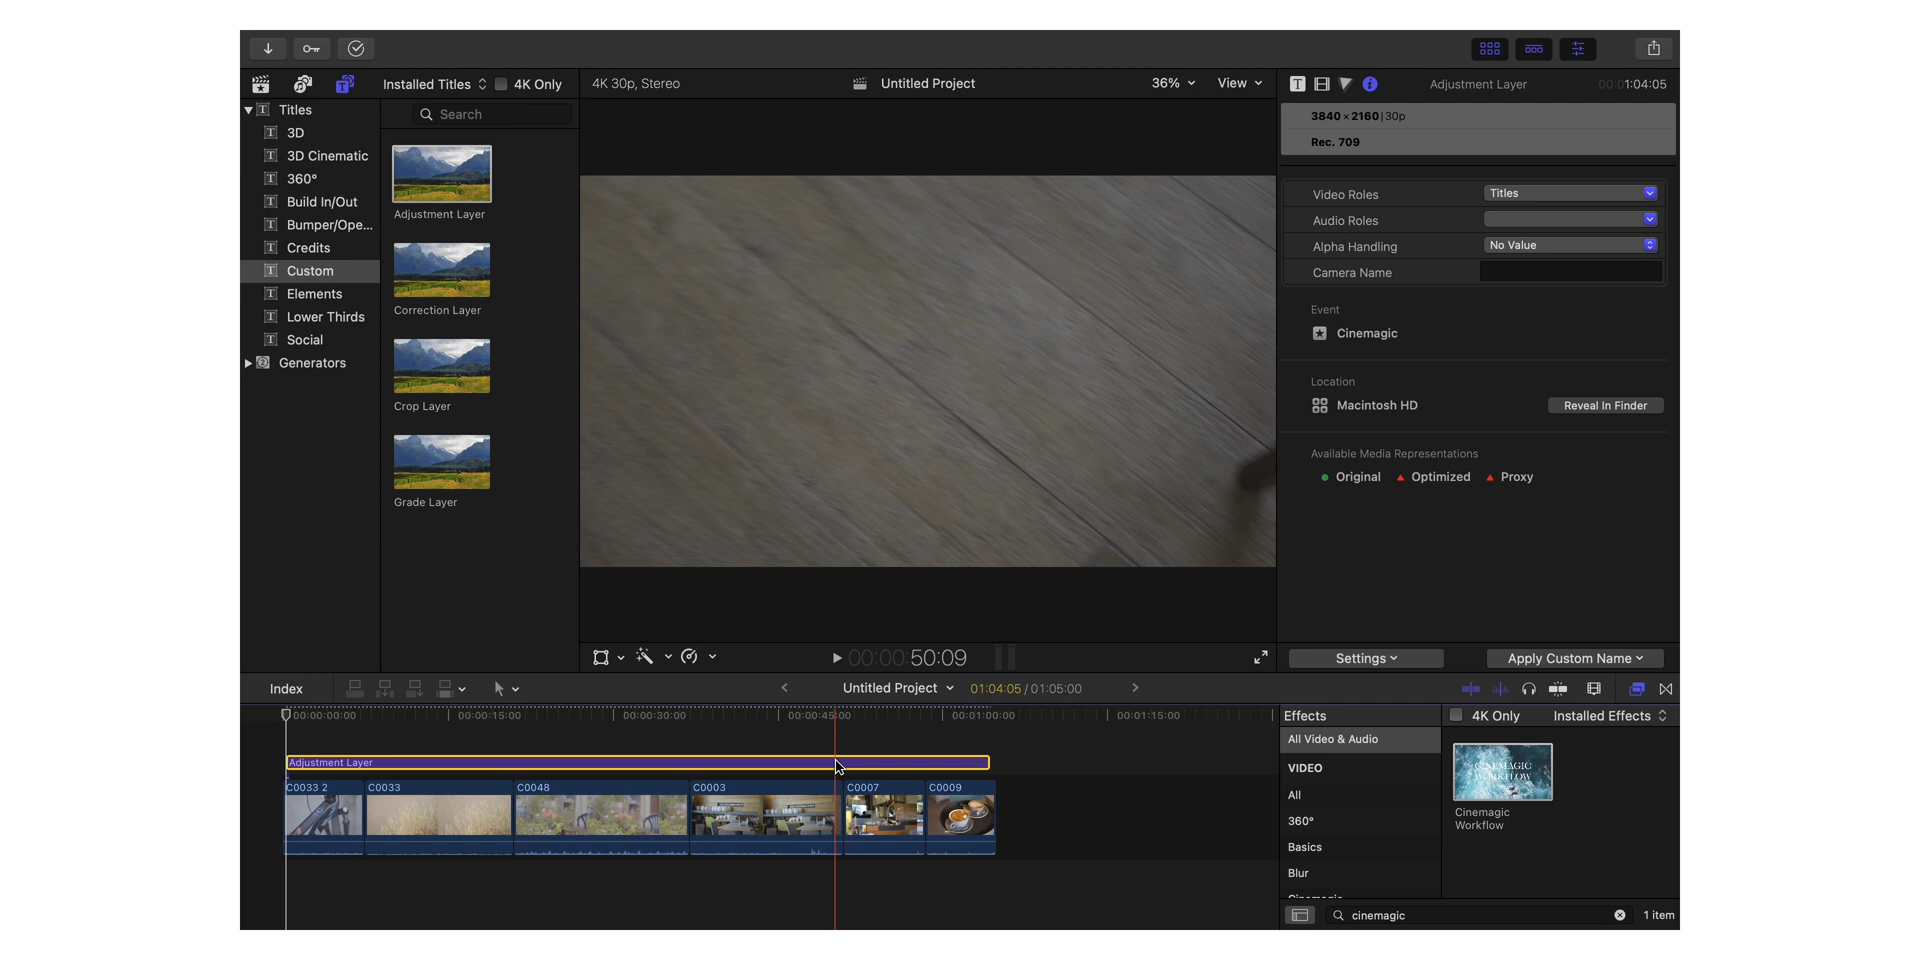 Installed Titles
4K Only
4K 30p, Stereo
Untitled Project
36%
View
Adjustment Layer
00:01:04:05
Titles
3D
3D Cinematic
360°
Build In/Out
Bumper/Ope...
Credits
Custom
Elements
Lower Thirds
Social
Generators
Search
Adjustment Layer
Correction Layer
Crop Layer
Grade Layer
3840 × 2160 | 30p
Rec. 709
Video Roles
Titles
Audio Roles
Alpha Handling
No Value
Camera Name
Event
Cinemagic
Location
Macintosh HD
Reveal In Finder
Available Media Representations
Original
Optimized
Proxy
00:00:50:09
Settings
Apply Custom Name
Index
Untitled Project
01:04:05 / 01:05:00
00:00:00:00
00:00:15:00
00:00:30:00
00:00:45:00
00:01:00:00
00:01:15:00
Adjustment Layer
C0033 2
C0033
C0048
C0003
C0007
C0009
Effects
4K Only
Installed Effects
All Video & Audio
VIDEO
All
360°
Basics
Blur
Cinemagic
CINEMAGIC
WORKFLOW
Cinemagic
Workflow
cinemagic
1 item